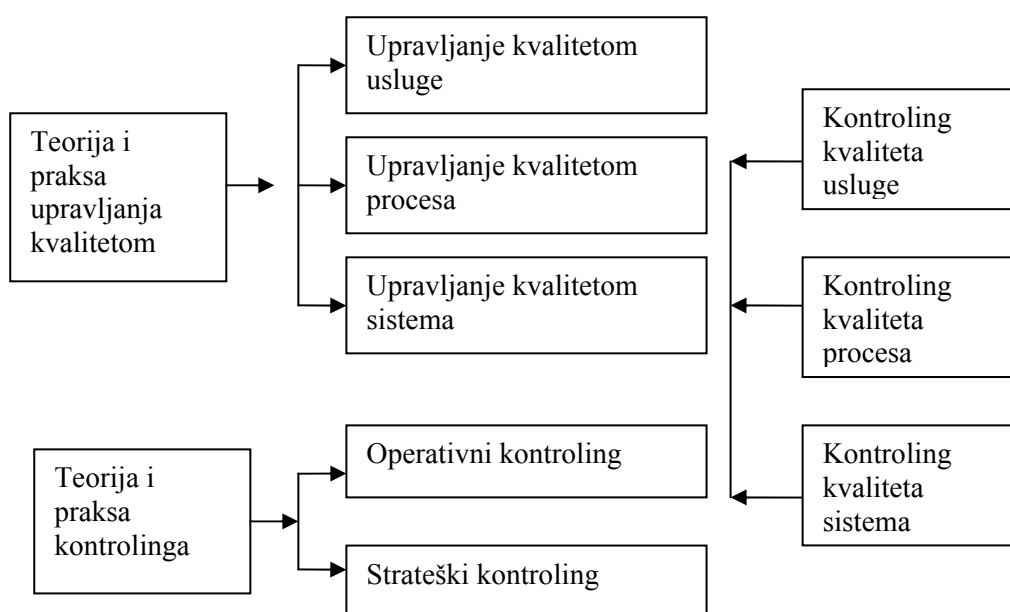 Teorija i
praksa
upravljanja
kvalitetom
Upravljanje kvalitetom
usluge
Upravljanje kvalitetom
procesa
Upravljanje kvalitetom
sistema
Kontroling
kvaliteta
usluge
Kontroling
kvaliteta
procesa
Kontroling
kvaliteta
sistema
Teorija i
praksa
kontrolinga
Operativni kontroling
Strateški kontroling